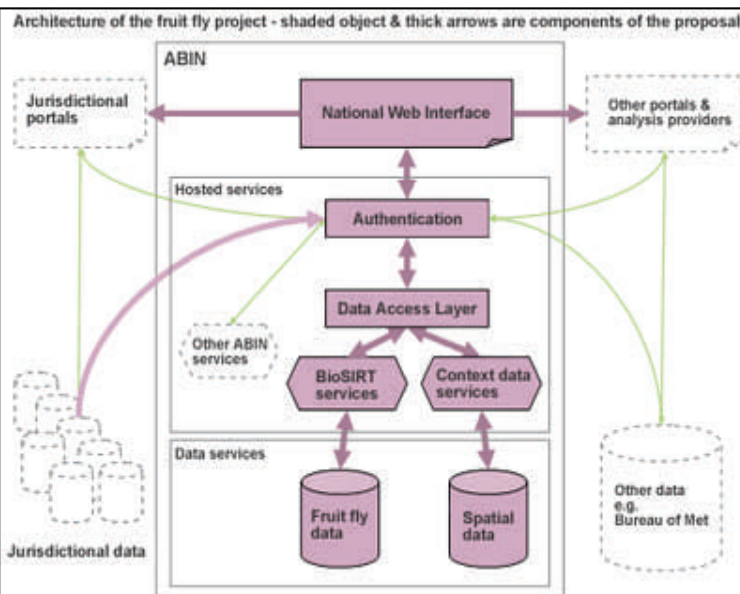 Architecture of the fruit fly project - shaded object & thick arrows are components of the proposal
ABIN
Jurisdictional
portals
National Web Interface
Other portals &
analysis providers
Hosted services
Authentication
Data Access Layer
Other ABIN
services
BioSIRT
services
Context data
services
Data services
Fruit fly
data
Spatial
data
Other data
e.g.
Bureau of Met
Jurisdictional data